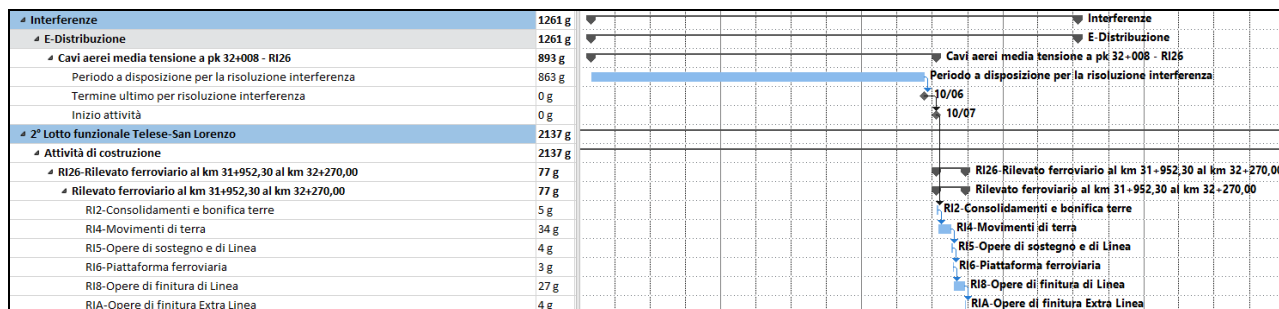 Interferenze 1261 g Interferenze
E-Distribuzione 1261 g E-Distribuzione
Cavi aerei media tensione a pk 32+008 - RI26 893 g Cavi aerei media tensione a pk 32+008 - RI26
Periodo a disposizione per la risoluzione interferenza 863 g Periodo a disposizione per la risoluzione interferenza
Termine ultimo per risoluzione interferenza 0 g 10/06
Inizio attività 0 g 10/07
2° Lotto funzionale Telese-San Lorenzo 2137 g
Attività di costruzione 2137 g
RI26-Rilevato ferroviario al km 31+952,30 al km 32+270,00 77 g RI26-Rilevato ferroviario al km 31+952,30 al km 32+270,00
Rilevato ferroviario al km 31+952,30 al km 32+270,00 77 g Rilevato ferroviario al km 31+952,30 al km 32+270,00
RI2-Consolidamenti e bonifica terre 5 g RI2-Consolidamenti e bonifica terre
RI4-Movimenti di terra 34 g RI4-Movimenti di terra
RI5-Opere di sostegno e di Linea 4 g RI5-Opere di sostegno e di Linea
RI6-Piattaforma ferroviaria 3 g RI6-Piattaforma ferroviaria
RI8-Opere di finitura di Linea 27 g RI8-Opere di finitura di Linea
RIA-Opere di finitura Extra Linea 4 g RIA-Opere di finitura Extra Linea